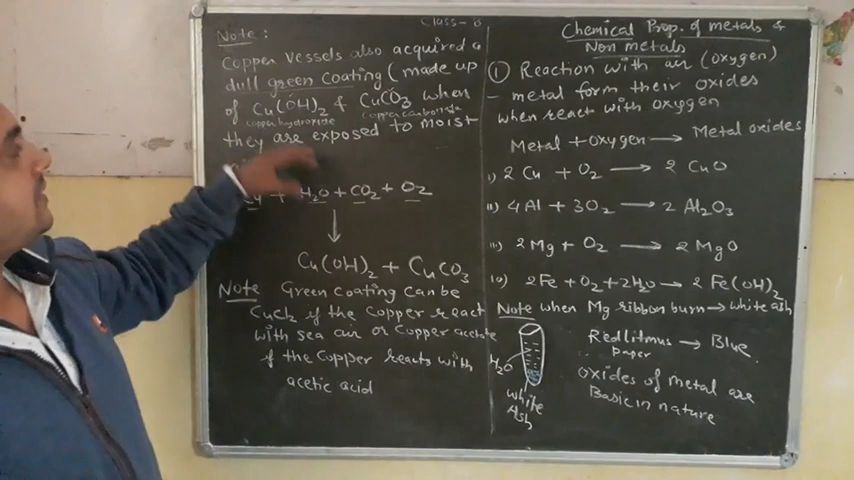 Class-8
Note:
Copper vessels also acquired a
dull green coating (made up
of Cu(OH)2 & CuCO3 when
copper hydroxide copper carbonate
they are exposed to moist
+ H2O + CO2 + O2
↓
Cu(OH)2 + CuCO3
Note Green coating can be
CuCl2 if the copper react
with sea air or copper acetate
if the copper reacts with
acetic acid
Chemical Prop. of metals &
Non metals
① Reaction with air (oxygen)
- metal form their oxides
when react with oxygen
Metal + oxygen → Metal oxides
i) 2 Cu + O2 → 2 CuO
ii) 4 Al + 3O2 → 2 Al2O3
iii) 2 Mg + O2 → 2 MgO
iv) 2Fe + O2 + 2H2O → 2 Fe(OH)2
Note when Mg ribbon burn → white ash
Red litmus → Blue.
paper
H2O
oxides of metal are
Basic in nature
white
Ash